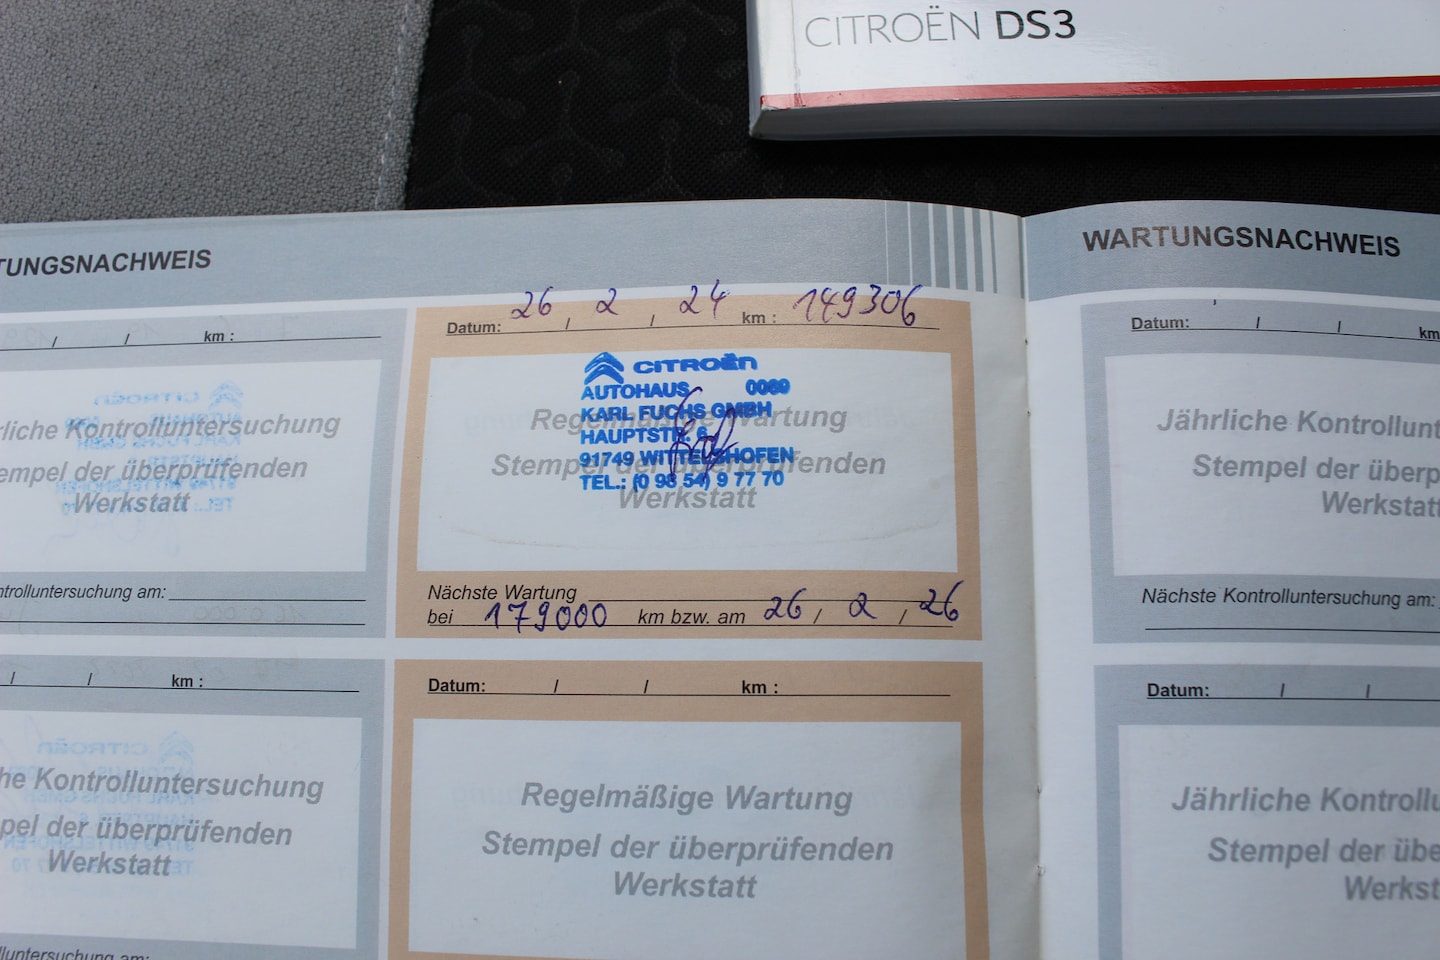 CITROËN DS3
TUNGSNACHWEIS
WARTUNGSNACHWEIS
/ / km :
rliche Kontrolluntersuchung
empel der überprüfenden
Werkstatt
ntrolluntersuchung am:
Datum: 26 / 2 / 24 km : 149306
Regelmäßige Wartung
Stempel der überprüfenden
Werkstatt
CITROËN
AUTOHAUS 0069
KARL FUCHS GMBH
HAUPTSTR. 6
91749 WITTELSHOFEN
TEL.: (0 98 54) 9 77 70
Nächste Wartung
bei 179000 km bzw. am 26 / 2 / 26
Datum: / / km
Jährliche Kontrollunt
Stempel der überp
Werkstatt
Nächste Kontrolluntersuchung am:
/ / km :
he Kontrolluntersuchung
pel der überprüfenden
Werkstatt
lluntersuchung am:
Datum: / / km :
Regelmäßige Wartung
Stempel der überprüfenden
Werkstatt
Datum: / /
Jährliche Kontrollu
Stempel der übe
Werkst